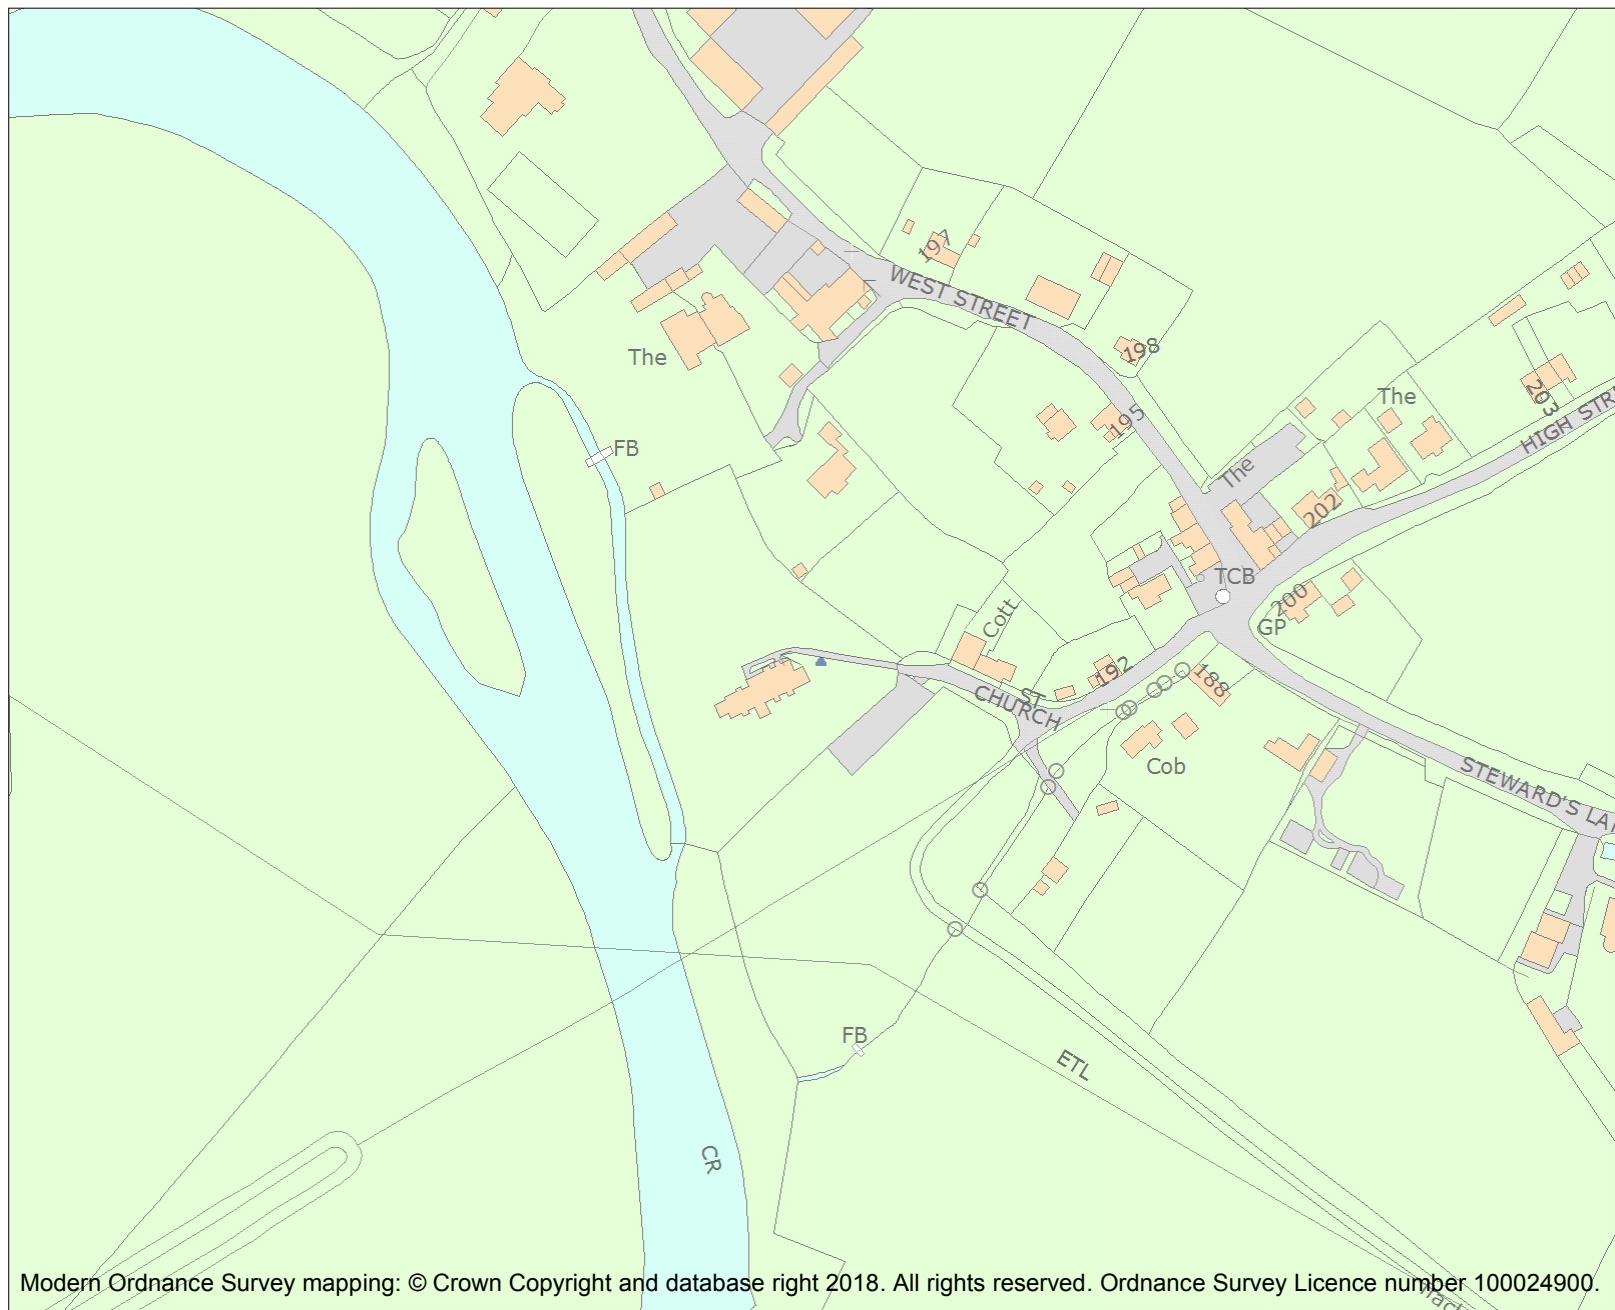 197
WEST STREET
198
The
The
203
195
HIGH STR
FB
The
202
TCB
200
Cott
GP
192
188
ST
CHURCH
Cob
STEWARD'S LA
FB
ETL
CR
Modern Ordnance Survey mapping: © Crown Copyright and database right 2018. All rights reserved. Ordnance Survey Licence number 100024900.